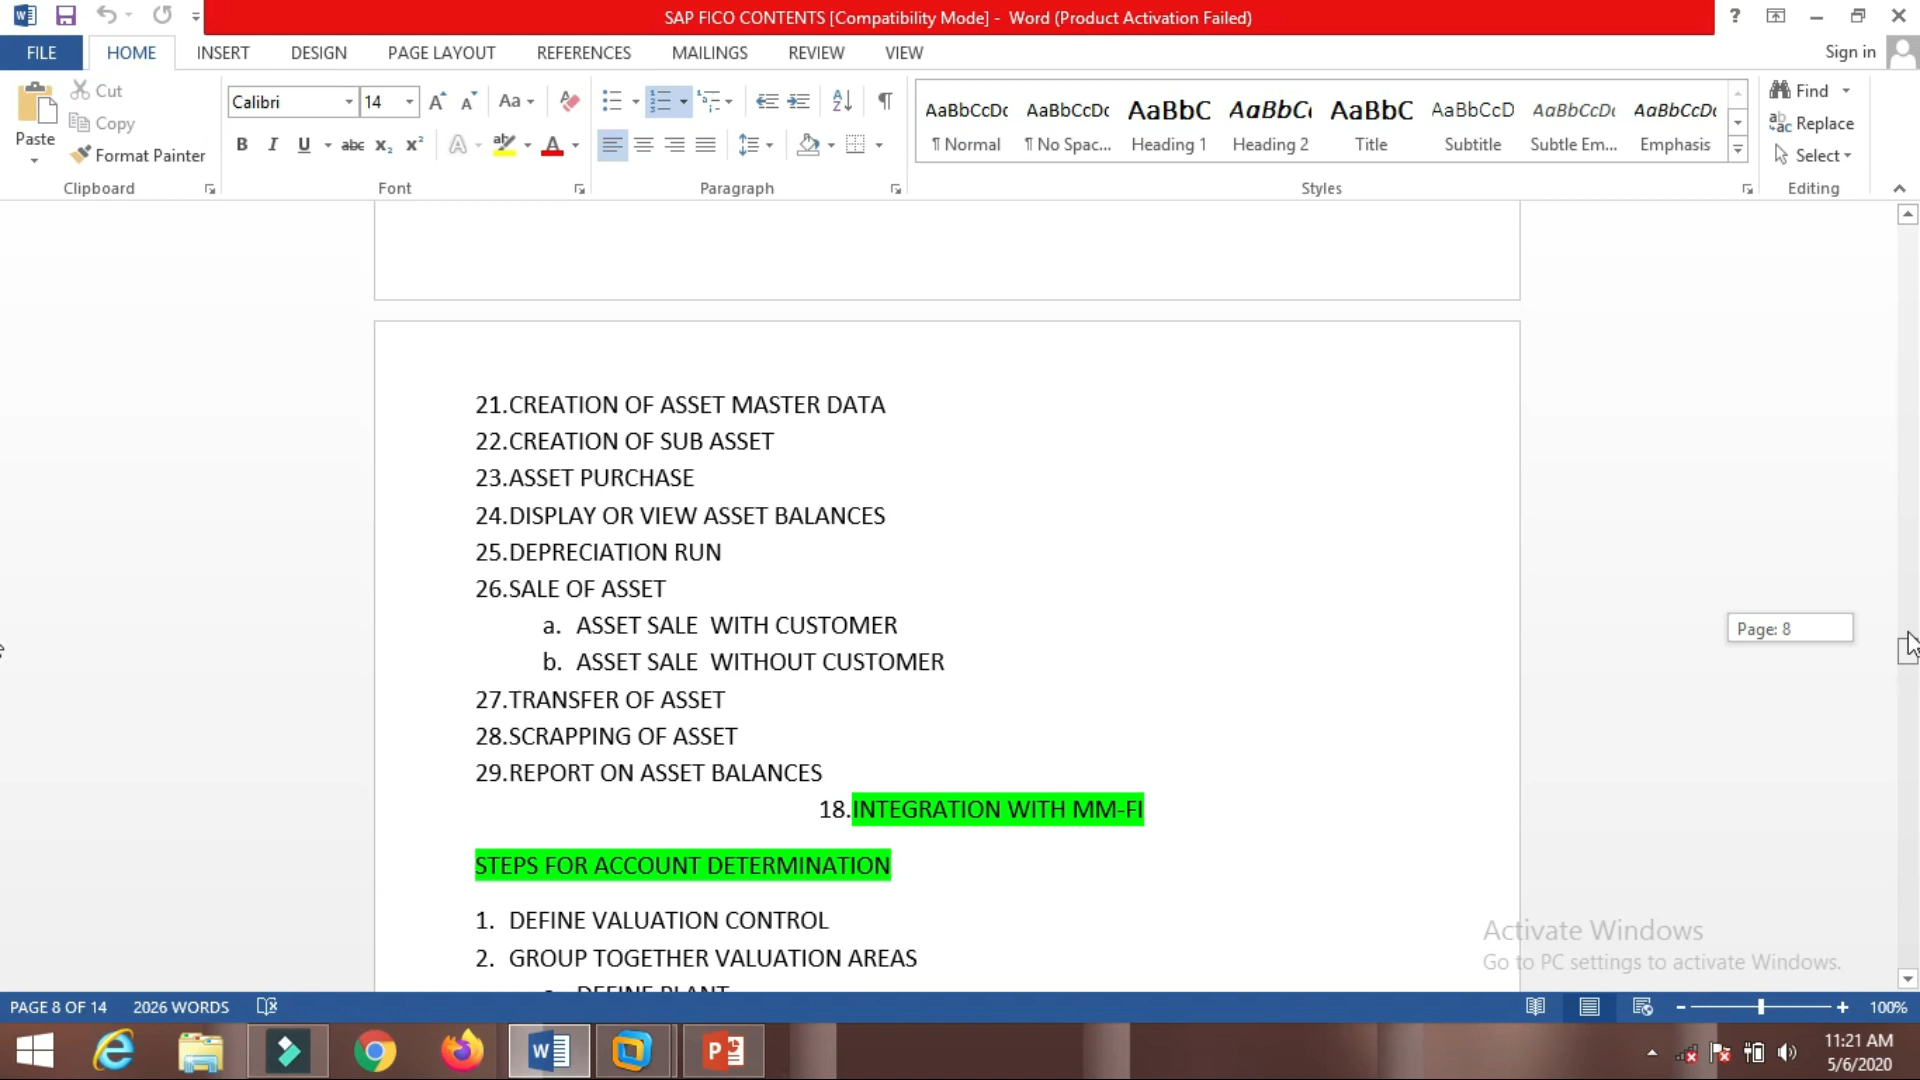 SAP FICO CONTENTS [Compatibility Mode] - Word (Product Activation Failed)
?
FILE HOME INSERT DESIGN PAGE LAYOUT REFERENCES MAILINGS REVIEW VIEW Sign in
Paste
Cut
Copy
Format Painter
Clipboard
Calibri 14
Font
Paragraph
AaBbCcDc AaBbCcDc AaBbC AaBbC AaBbC AaBbCcD AaBbCcDc AaBbCcDc
¶ Normal ¶ No Spac... Heading 1 Heading 2 Title Subtitle Subtle Em... Emphasis
Styles
Find
Replace
Select
Editing
21.CREATION OF ASSET MASTER DATA
22.CREATION OF SUB ASSET
23.ASSET PURCHASE
24.DISPLAY OR VIEW ASSET BALANCES
25.DEPRECIATION RUN
26.SALE OF ASSET
a. ASSET SALE WITH CUSTOMER
b. ASSET SALE WITHOUT CUSTOMER
27.TRANSFER OF ASSET
28.SCRAPPING OF ASSET
29.REPORT ON ASSET BALANCES
18.INTEGRATION WITH MM-FI
STEPS FOR ACCOUNT DETERMINATION
1. DEFINE VALUATION CONTROL
2. GROUP TOGETHER VALUATION AREAS
DEFINE PLANT
Page: 8
Activate Windows
Go to PC settings to activate Windows.
PAGE 8 OF 14 2026 WORDS 100%
11:21 AM
5/6/2020